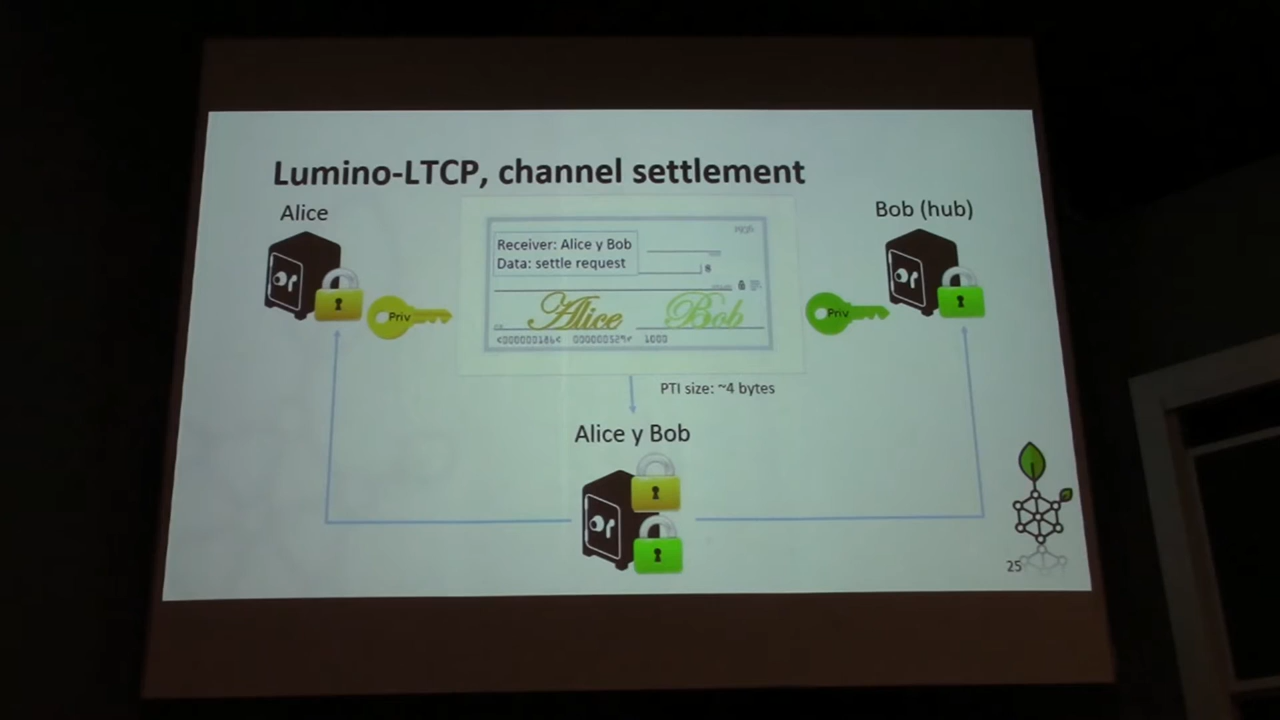 Lumino-LTCP, channel settlement
Alice
Bob (hub)
Receiver: Alice y Bob
Data: settle request
$
Alice
Bob
Priv
Priv
1000
PTI size: ~4 bytes
Alice y Bob
25